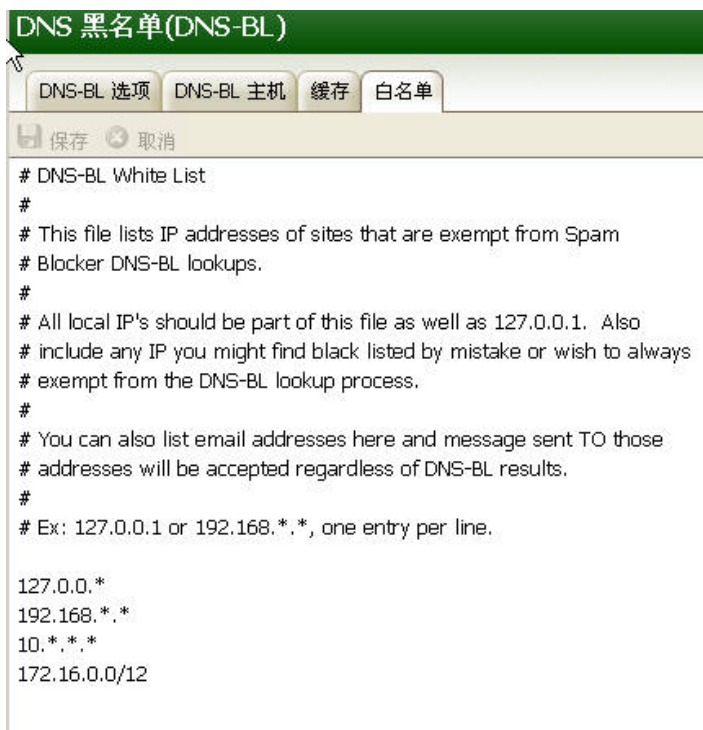 DNS 黑名单(DNS-BL)
DNS-BL 选项 DNS-BL 主机 缓存 白名单
保存 取消
# DNS-BL White List
#
# This file lists IP addresses of sites that are exempt from Spam
# Blocker DNS-BL lookups.
#
# All local IP's should be part of this file as well as 127.0.0.1.  Also
# include any IP you might find black listed by mistake or wish to always
# exempt from the DNS-BL lookup process.
#
# You can also list email addresses here and message sent TO those
# addresses will be accepted regardless of DNS-BL results.
#
# Ex: 127.0.0.1 or 192.168.*.*, one entry per line.
127.0.0.*
192.168.*.*
10.*.*.*
172.16.0.0/12